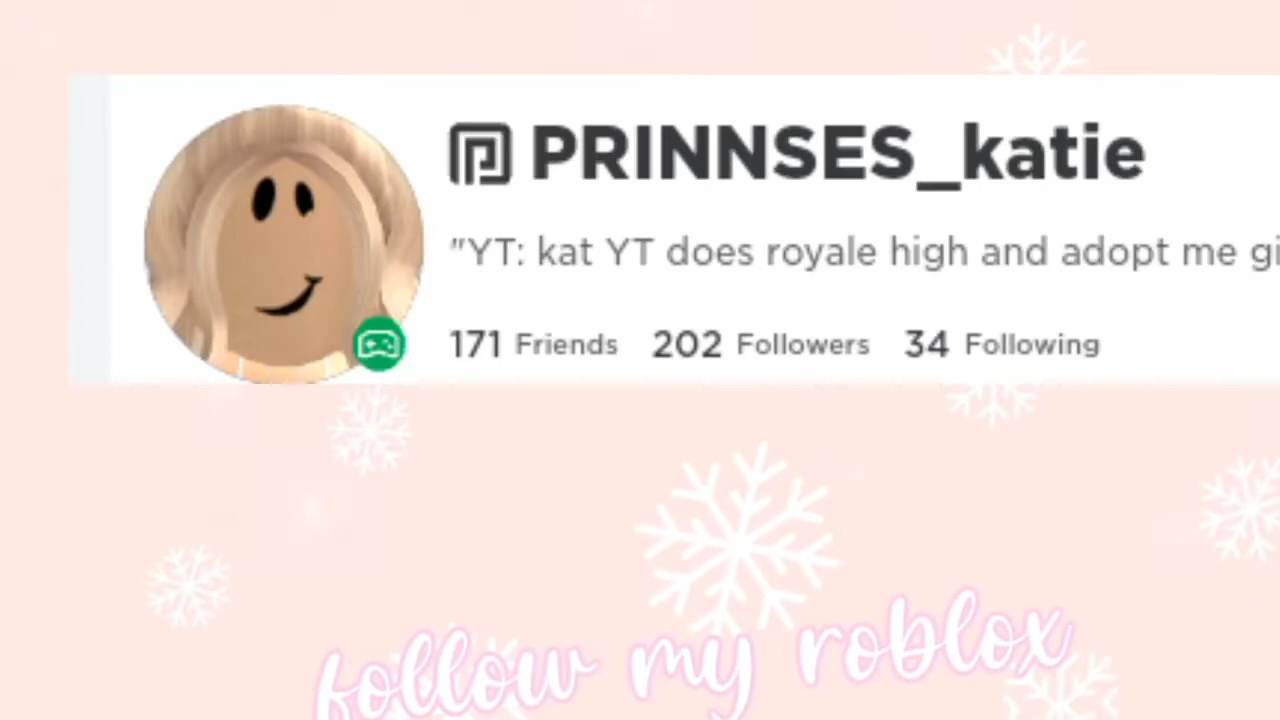 PRINNSES_katie
"YT: kat YT does royale high and adopt me
171 Friends 202 Followers 34 Following
follow my roblox